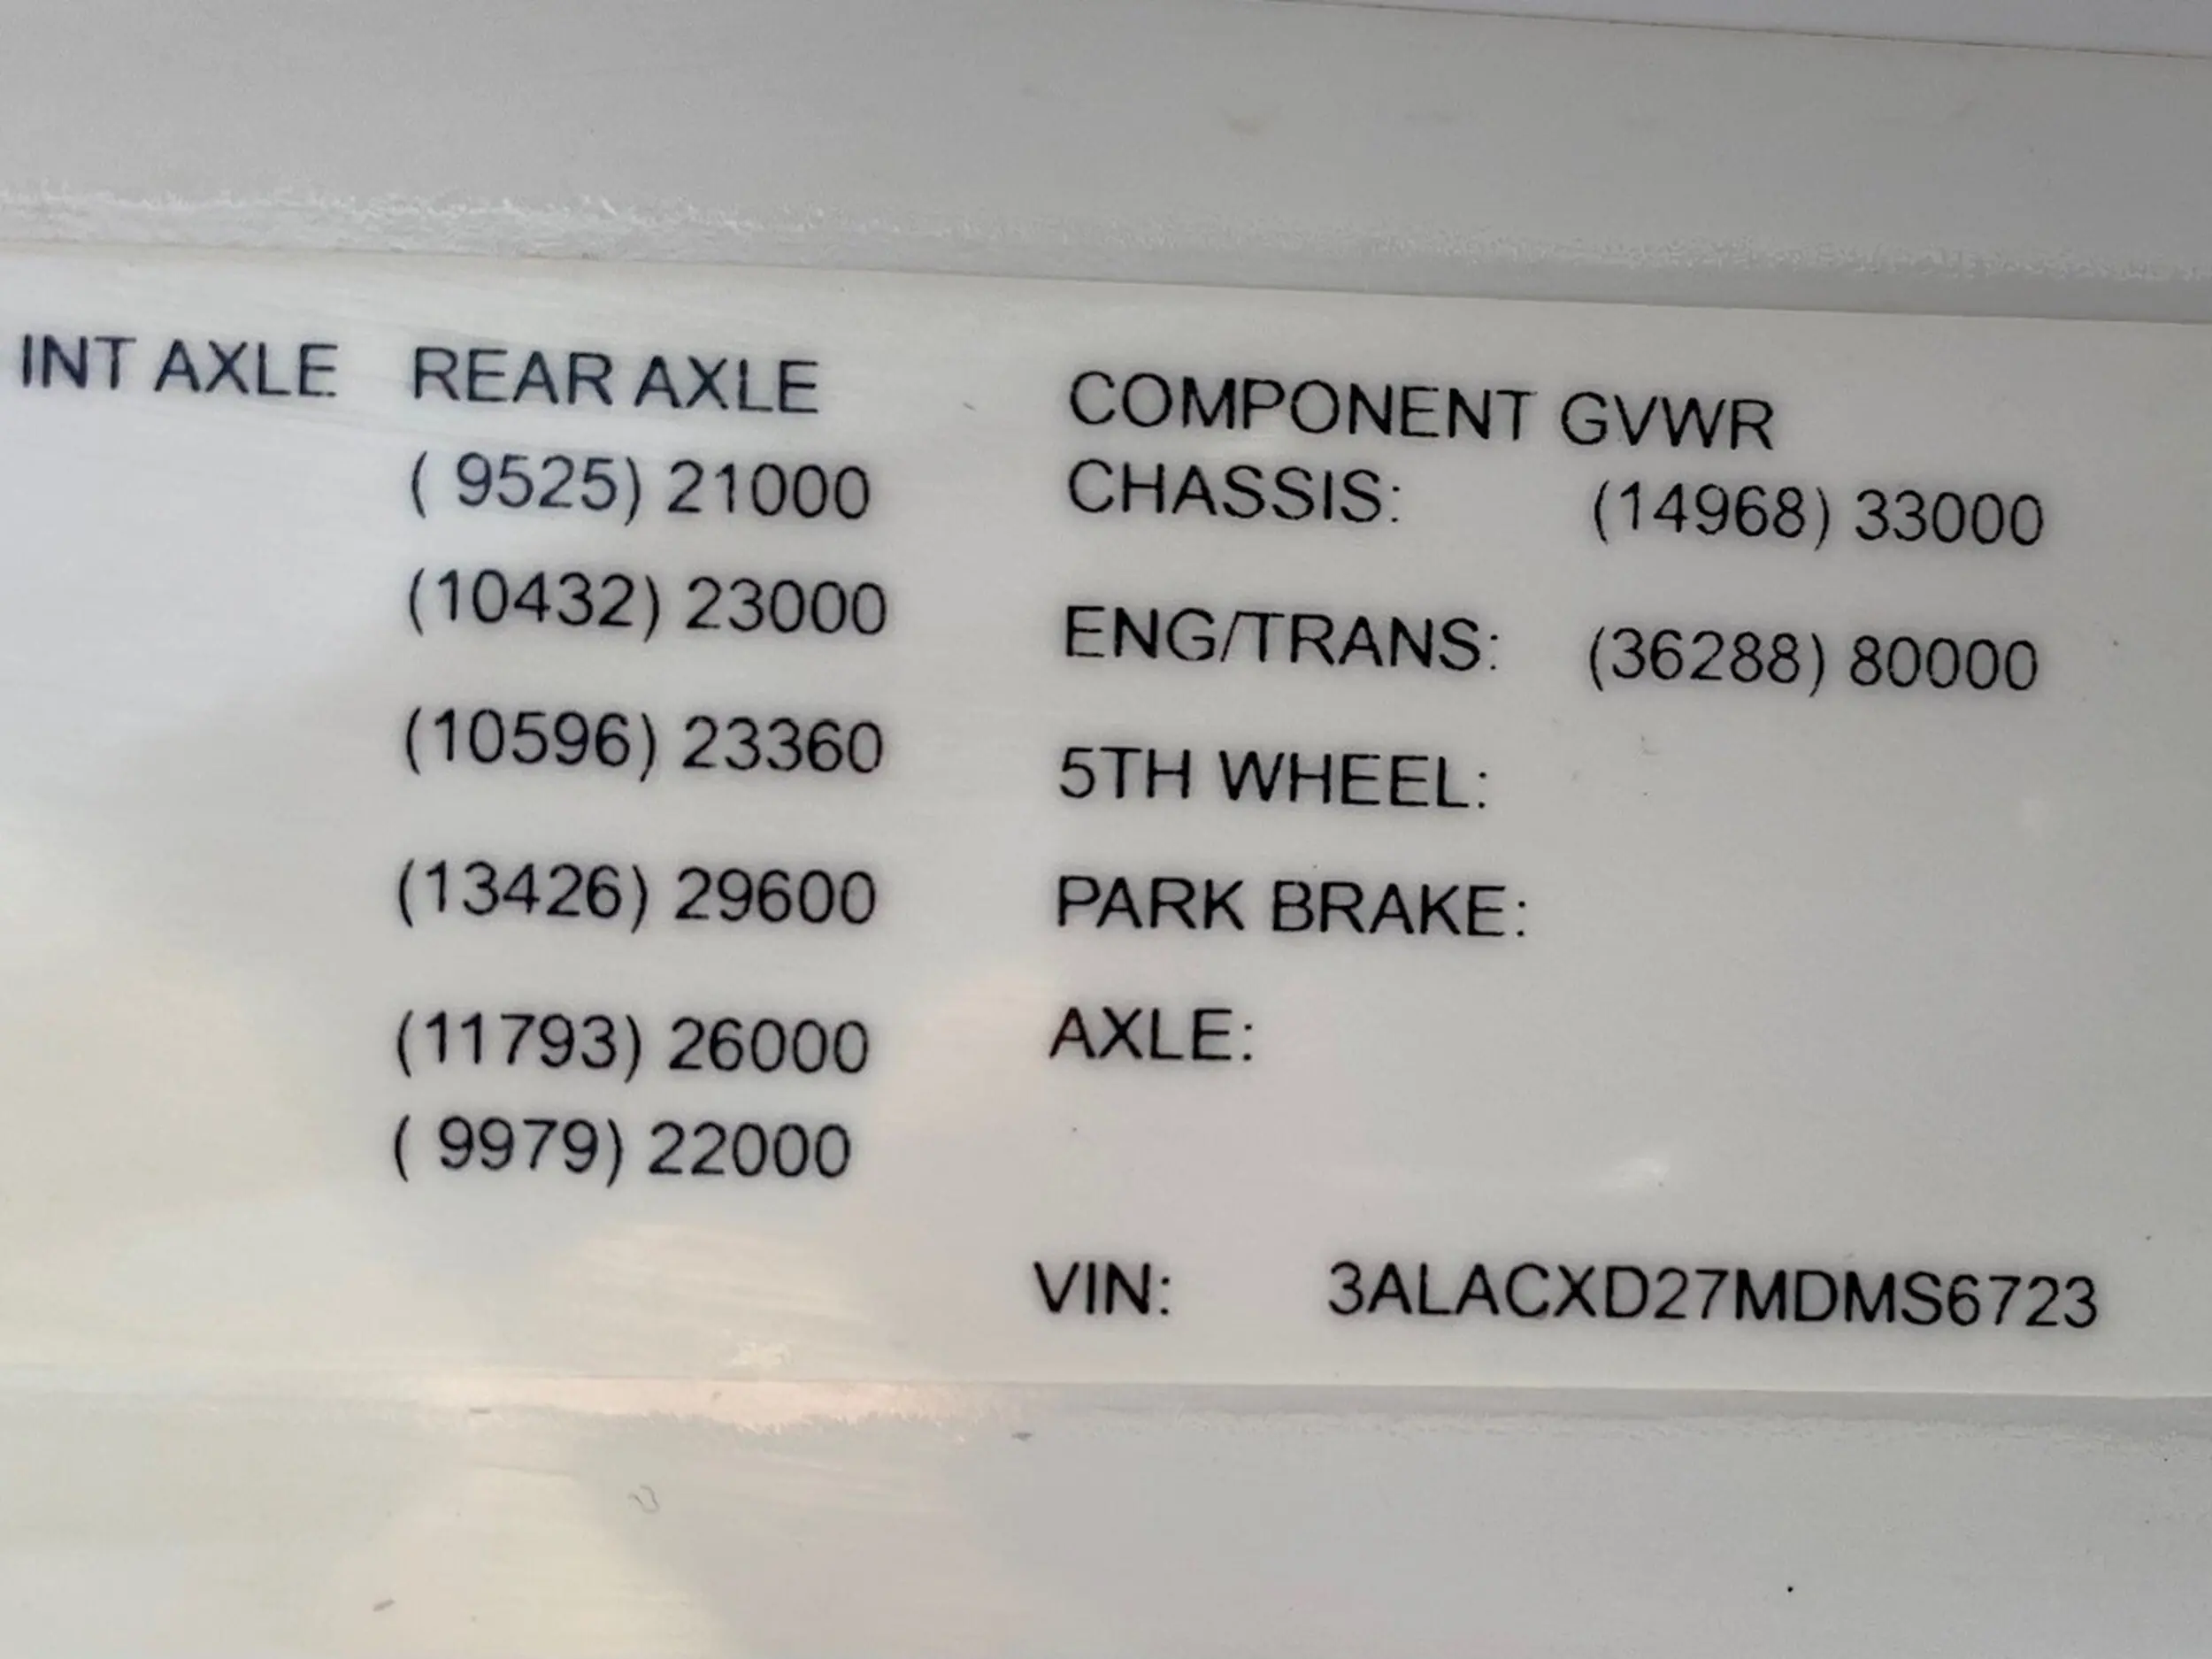 INT AXLE REAR AXLE
( 9525) 21000
(10432) 23000
(10596) 23360
(13426) 29600
(11793) 26000
( 9979) 22000
COMPONENT GVWR
CHASSIS: (14968) 33000
ENG/TRANS: (36288) 80000
5TH WHEEL:
PARK BRAKE:
AXLE:
VIN: 3ALACXD27MDMS6723